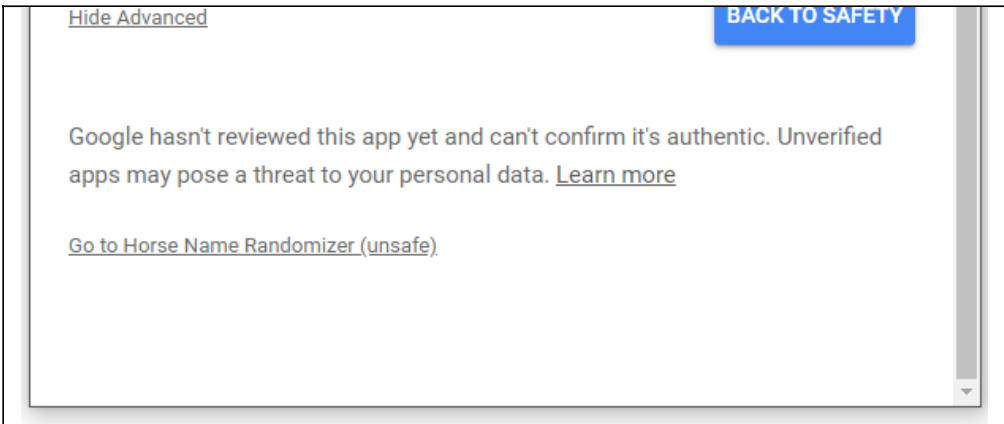 Hide Advanced
BACK TO SAFETY
Google hasn't reviewed this app yet and can't confirm it's authentic. Unverified
apps may pose a threat to your personal data. Learn more
Go to Horse Name Randomizer (unsafe)